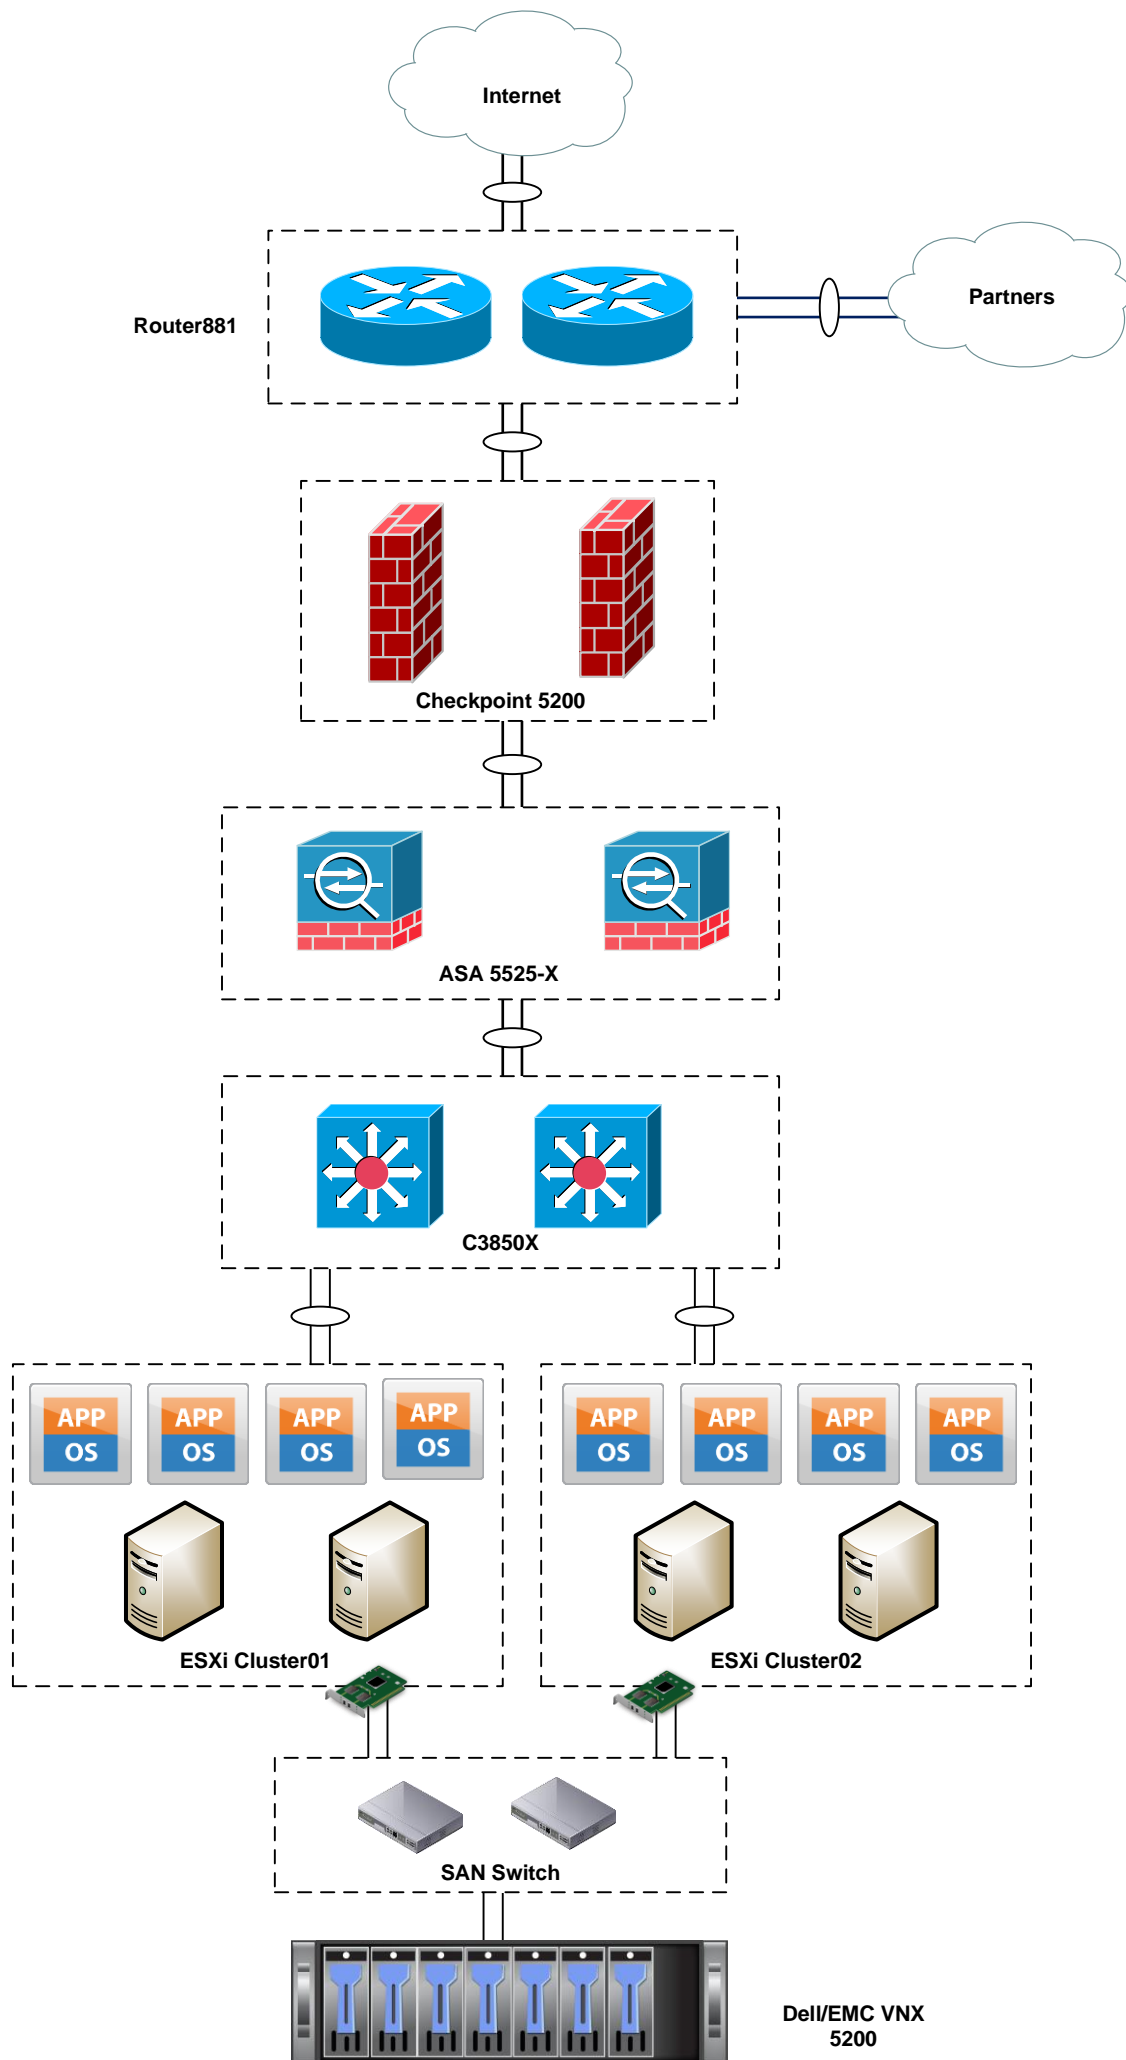 Internet
Partners
Router881
Checkpoint 5200
ASA 5525-X
C3850X
APP
OS
APP
OS
APP
OS
APP
OS
APP
OS
APP
OS
APP
OS
APP
OS
ESXi Cluster01
ESXi Cluster02
SAN Switch
Dell/EMC VNX
5200